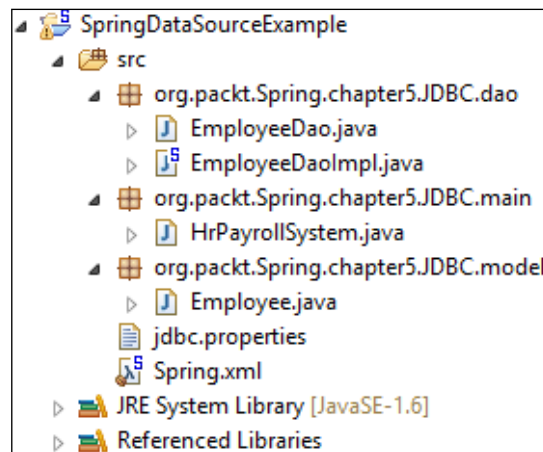 SpringDataSourceExample
src
org.packt.Spring.chapter5.JDBC.dao
EmployeeDao.java
EmployeeDaoImpl.java
org.packt.Spring.chapter5.JDBC.main
HrPayrollSystem.java
org.packt.Spring.chapter5.JDBC.model
Employee.java
jdbc.properties
Spring.xml
JRE System Library [JavaSE-1.6]
Referenced Libraries